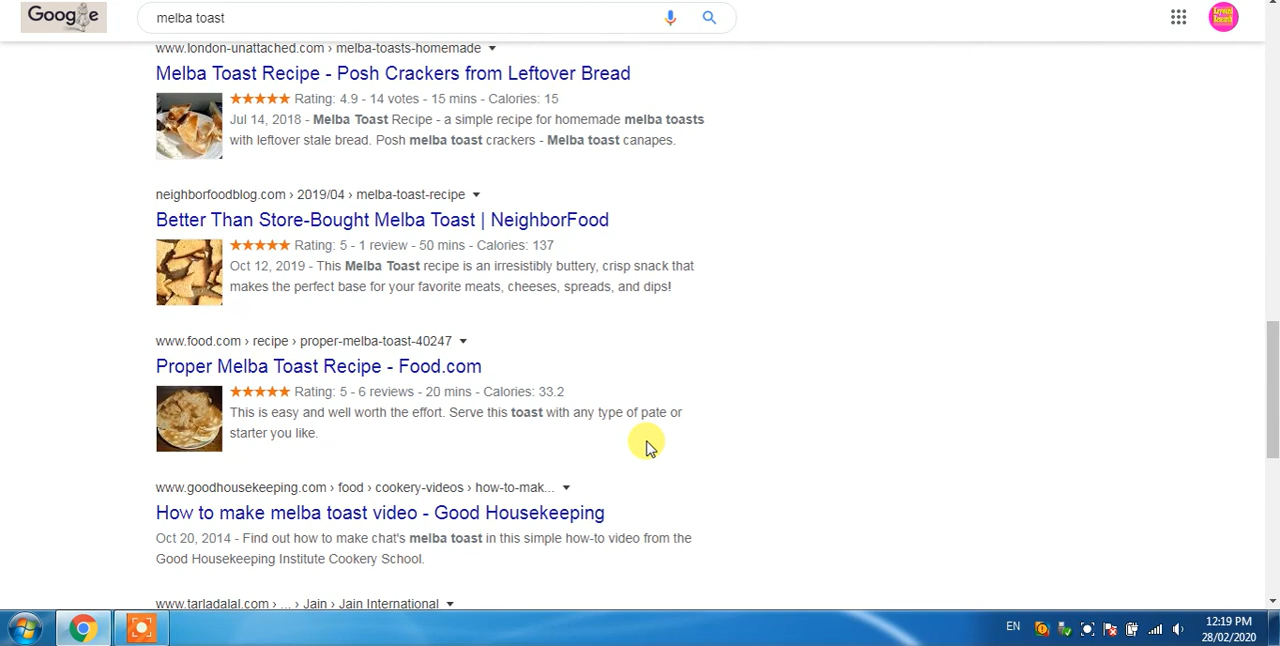 Google
melba toast
Keyword Research
www.london-unattached.com › melba-toasts-homemade
Melba Toast Recipe - Posh Crackers from Leftover Bread
Rating: 4.9 - 14 votes - 15 mins - Calories: 15
Jul 14, 2018 - Melba Toast Recipe - a simple recipe for homemade melba toasts
with leftover stale bread. Posh melba toast crackers - Melba toast canapes.
neighborfoodblog.com › 2019/04 › melba-toast-recipe
Better Than Store-Bought Melba Toast | NeighborFood
Rating: 5 - 1 review - 50 mins - Calories: 137
Oct 12, 2019 - This Melba Toast recipe is an irresistibly buttery, crisp snack that
makes the perfect base for your favorite meats, cheeses, spreads, and dips!
www.food.com › recipe › proper-melba-toast-40247
Proper Melba Toast Recipe - Food.com
Rating: 5 - 6 reviews - 20 mins - Calories: 33.2
This is easy and well worth the effort. Serve this toast with any type of pate or
starter you like.
www.goodhousekeeping.com › food › cookery-videos › how-to-mak...
How to make melba toast video - Good Housekeeping
Oct 20, 2014 - Find out how to make chat's melba toast in this simple how-to video from the
Good Housekeeping Institute Cookery School.
www.tarladalal.com › ... › Jain › Jain International
EN
12:19 PM
28/02/2020